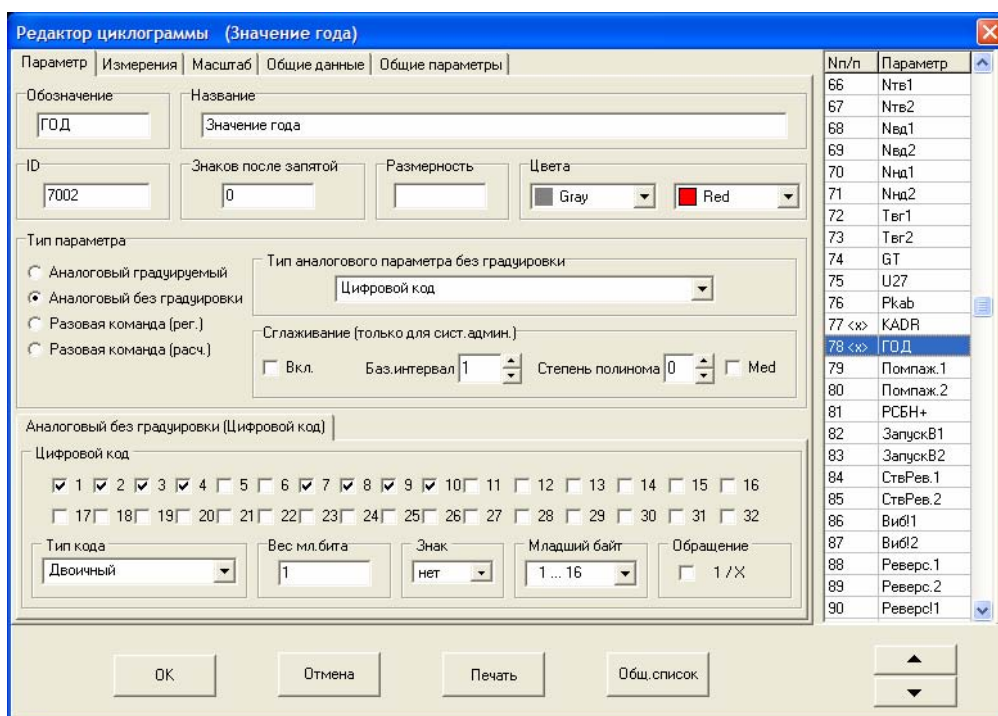 Редактор циклограммы (Значение года)
Параметр Измерения Масштаб Общие данные Общие параметры
Обозначение Название
ГОД Значение года
ID Знаков после запятой Размерность Цвета
7002 0 Gray Red
Тип параметра
Аналоговый градуируемый
Аналоговый без градуировки
Разовая команда (рег.)
Разовая команда (расч.)
Тип аналогового параметра без градуировки
Цифровой код
Сглаживание (только для сист.админ.)
Вкл. Баз.интервал 1 Степень полинома 0 Med
Аналоговый без градуировки (Цифровой код)
Цифровой код
1 2 3 4 5 6 7 8 9 10 11 12 13 14 15 16
17 18 19 20 21 22 23 24 25 26 27 28 29 30 31 32
Тип кода Вес мл.бита Знак Младший байт Обращение
Двоичный 1 нет 1 ... 16 1 / X
OK Отмена Печать Общ.список
Nп/п Параметр
66 Nтв1
67 Nтв2
68 Nвд1
69 Nвд2
70 Nнд1
71 Nнд2
72 Tвг1
73 Tвг2
74 GT
75 U27
76 Pkab
77 <x> KADR
78 <x> ГОД
79 Помпаж.1
80 Помпаж.2
81 РСБН+
82 ЗапускВ1
83 ЗапускВ2
84 СтвРев.1
85 СтвРев.2
86 Виб!1
87 Виб!2
88 Реверс.1
89 Реверс.2
90 Реверс!1